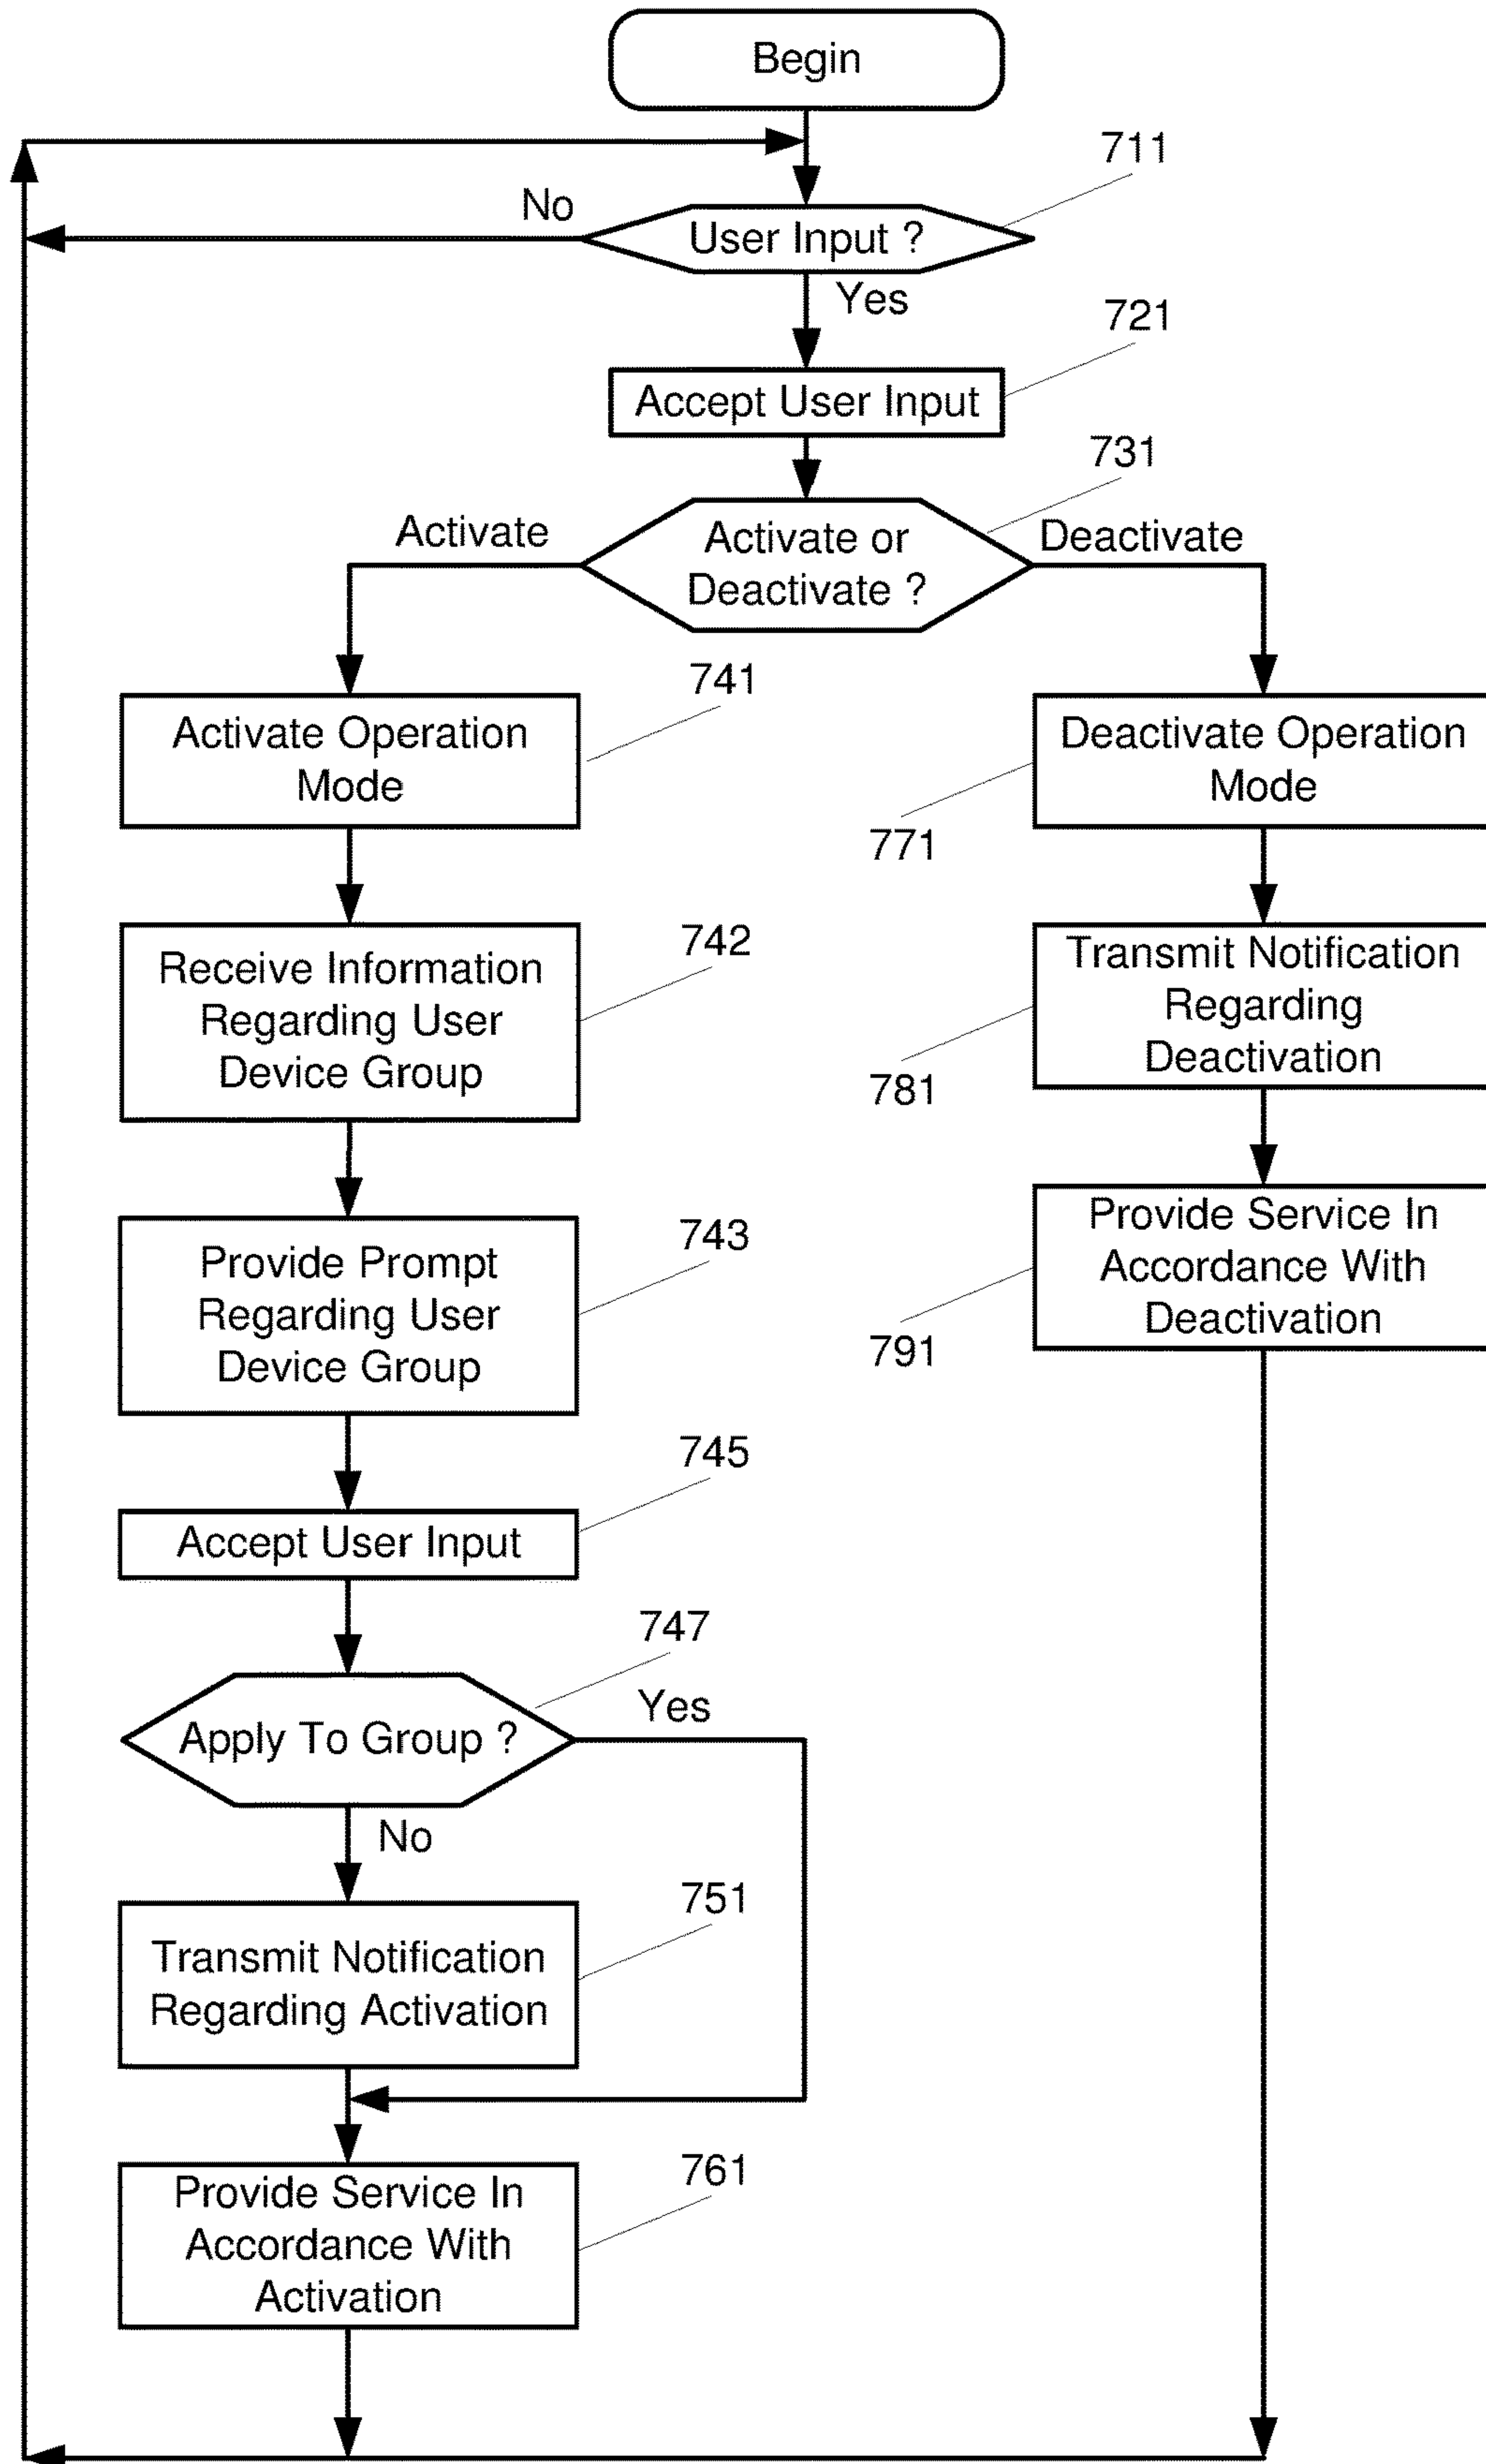 Begin
711
No
User Input ?
Yes
721
Accept User Input
731
Activate
Activate or
Deactivate ?
Deactivate
741
Activate Operation
Mode
Deactivate Operation
Mode
771
742
Receive Information
Regarding User
Device Group
Transmit Notification
Regarding
Deactivation
781
743
Provide Prompt
Regarding User
Device Group
Provide Service In
Accordance With
Deactivation
791
745
Accept User Input
747
Apply To Group ?
Yes
No
751
Transmit Notification
Regarding Activation
761
Provide Service In
Accordance With
Activation